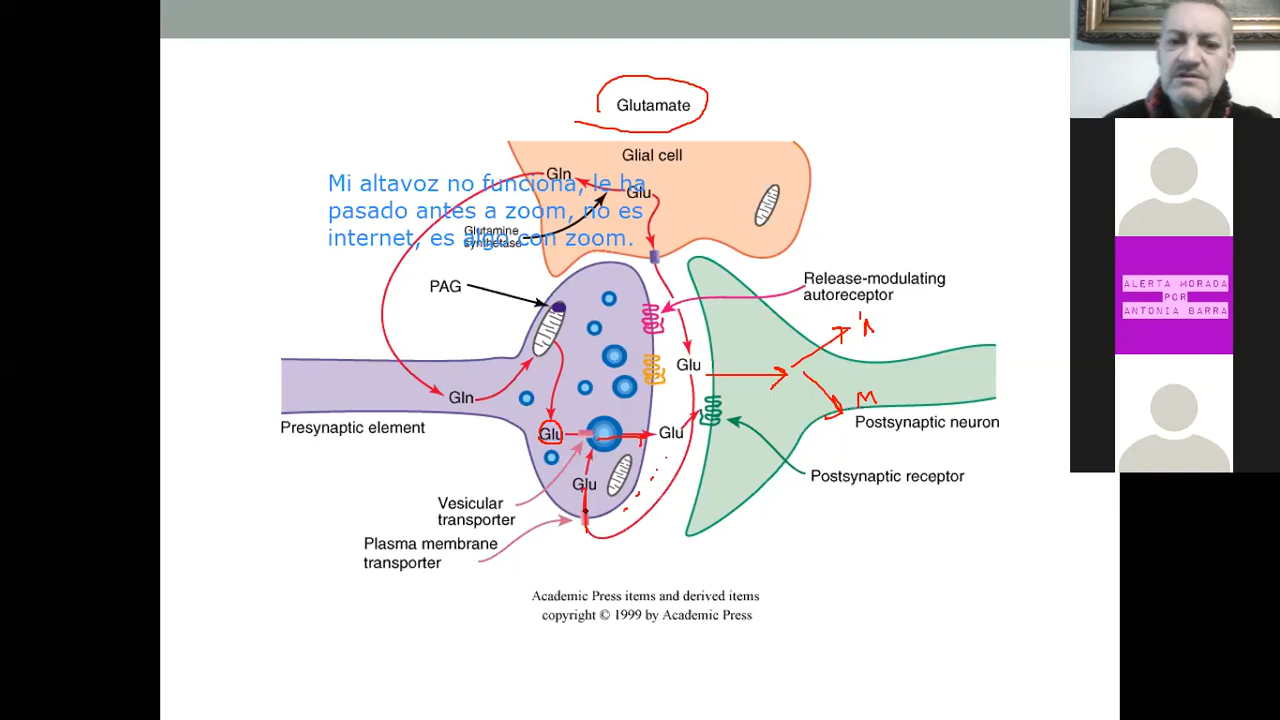 Glutamate
Glial cell
Gln
Glu
Mi altavoz no funciona, le ha
pasado antes a zoom, no es
internet, es algo con zoom.
Glutamine
synthetase
PAG
Release-modulating
autoreceptor
Glu
Gln
Presynaptic element
Glu
Glu
M
Postsynaptic neuron
Glu
Postsynaptic receptor
Vesicular
transporter
Plasma membrane
transporter
Academic Press items and derived items
copyright © 1999 by Academic Press
ALERTA MORADA
POR
ANTONIA BARRA